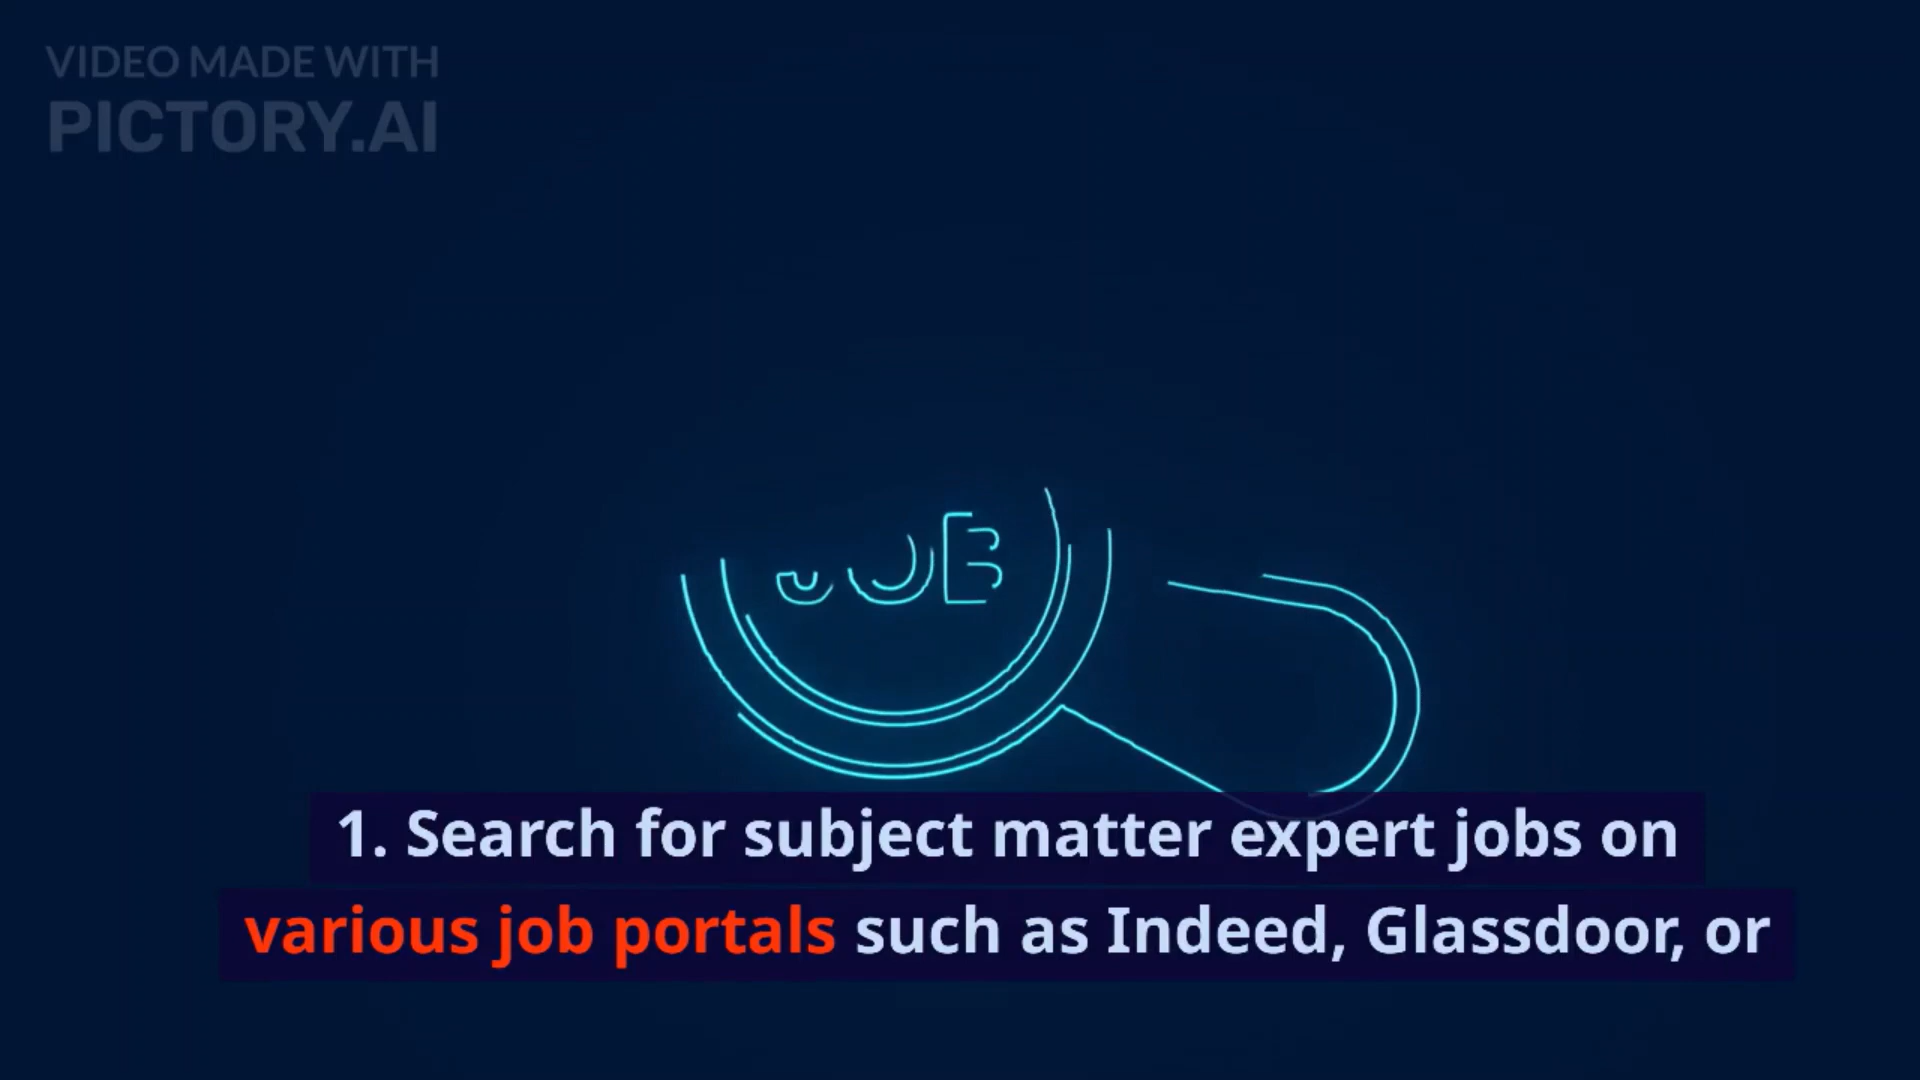 VIDEO MADE WITH
PICTORY.AI
JOB
1. Search for subject matter expert jobs on
various job portals such as Indeed, Glassdoor, or